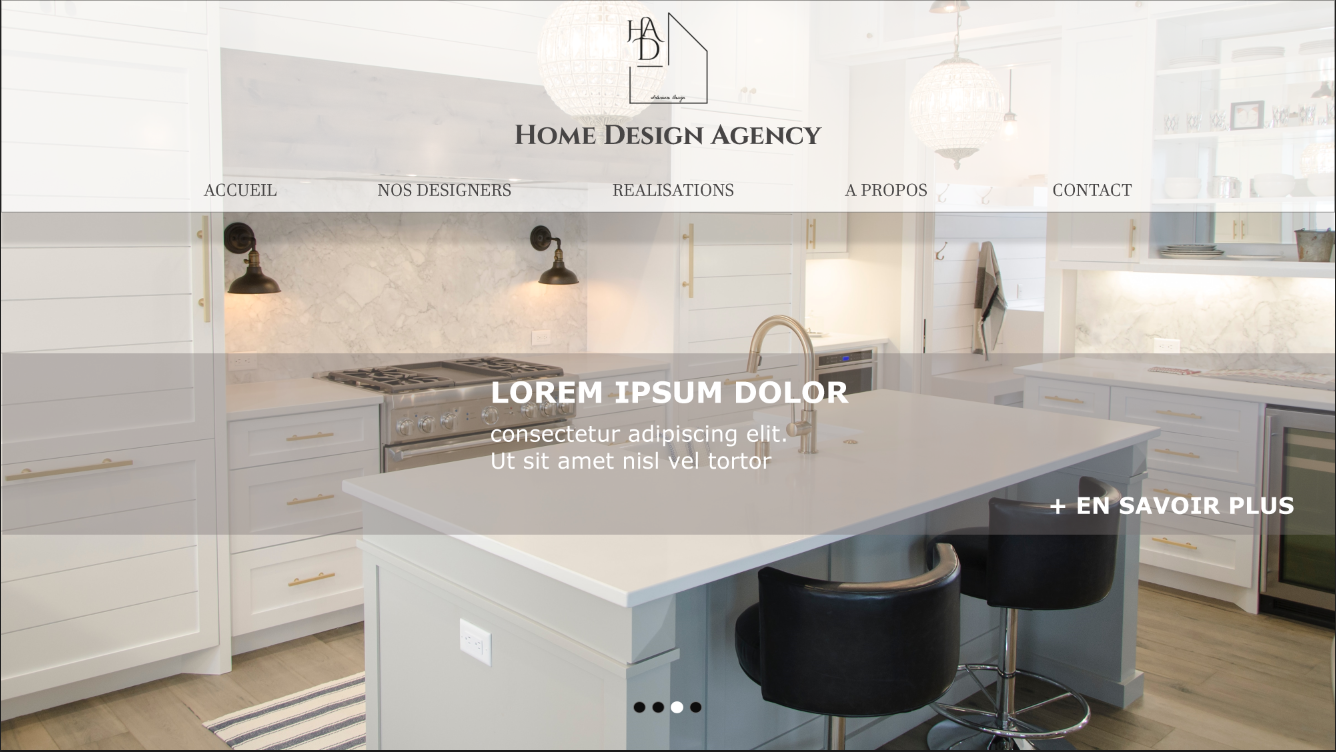 HAD
Home Design Agency
ACCUEIL NOS DESIGNERS REALISATIONS A PROPOS CONTACT
LOREM IPSUM DOLOR
consectetur adipiscing elit.
Ut sit amet nisl vel tortor
+ EN SAVOIR PLUS